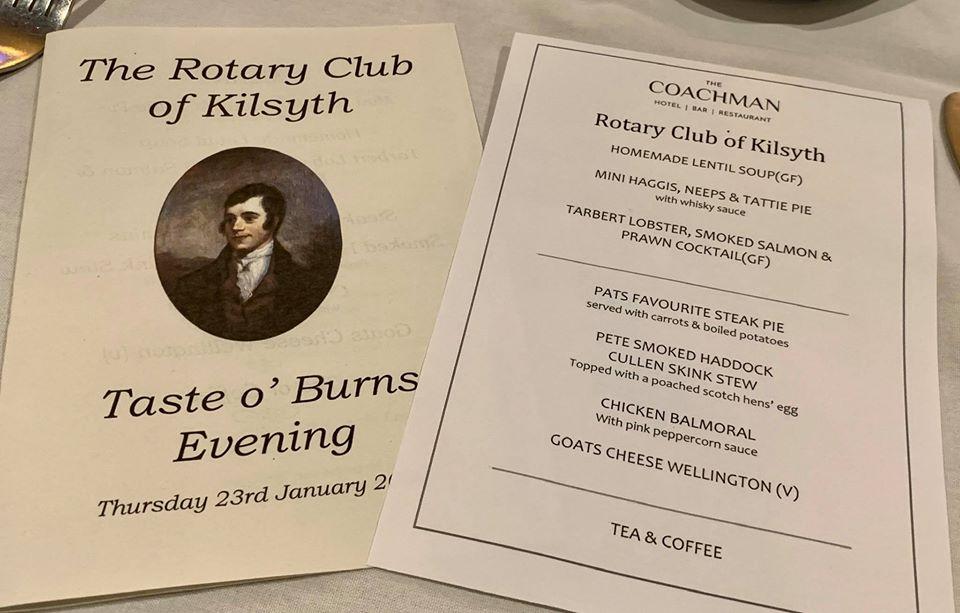 The Rotary Club
of Kilsyth
Taste o' Burns
Evening
Thursday 23rd January
THE
COACHMAN
HOTEL | BAR | RESTAURANT
Rotary Club of Kilsyth
HOMEMADE LENTIL SOUP(GF)
MINI HAGGIS, NEEPS & TATTIE PIE
with whisky sauce
TARBERT LOBSTER, SMOKED SALMON &
PRAWN COCKTAIL(GF)
PATS FAVOURITE STEAK PIE
served with carrots & boiled potatoes
PETE SMOKED HADDOCK
CULLEN SKINK STEW
Topped with a poached scotch hens' egg
CHICKEN BALMORAL
With pink peppercorn sauce
GOATS CHEESE WELLINGTON (V)
TEA & COFFEE